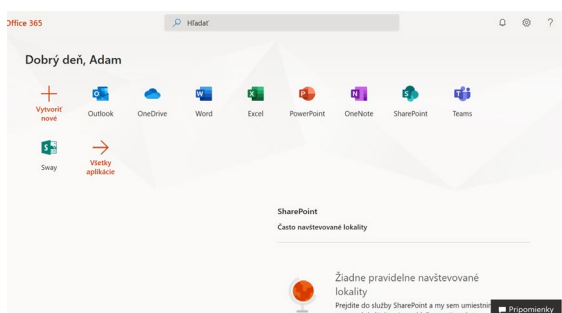 Office 365
Hľadať
?
Dobrý deň, Adam
Vytvoriť
nové
Outlook
OneDrive
Word
Excel
PowerPoint
OneNote
SharePoint
Teams
Sway
Všetky
aplikácie
SharePoint
Často navštevované lokality
Žiadne pravidelne navštevované
lokality
Prejdite do služby SharePoint a my sem umiestnim
Pripomienky